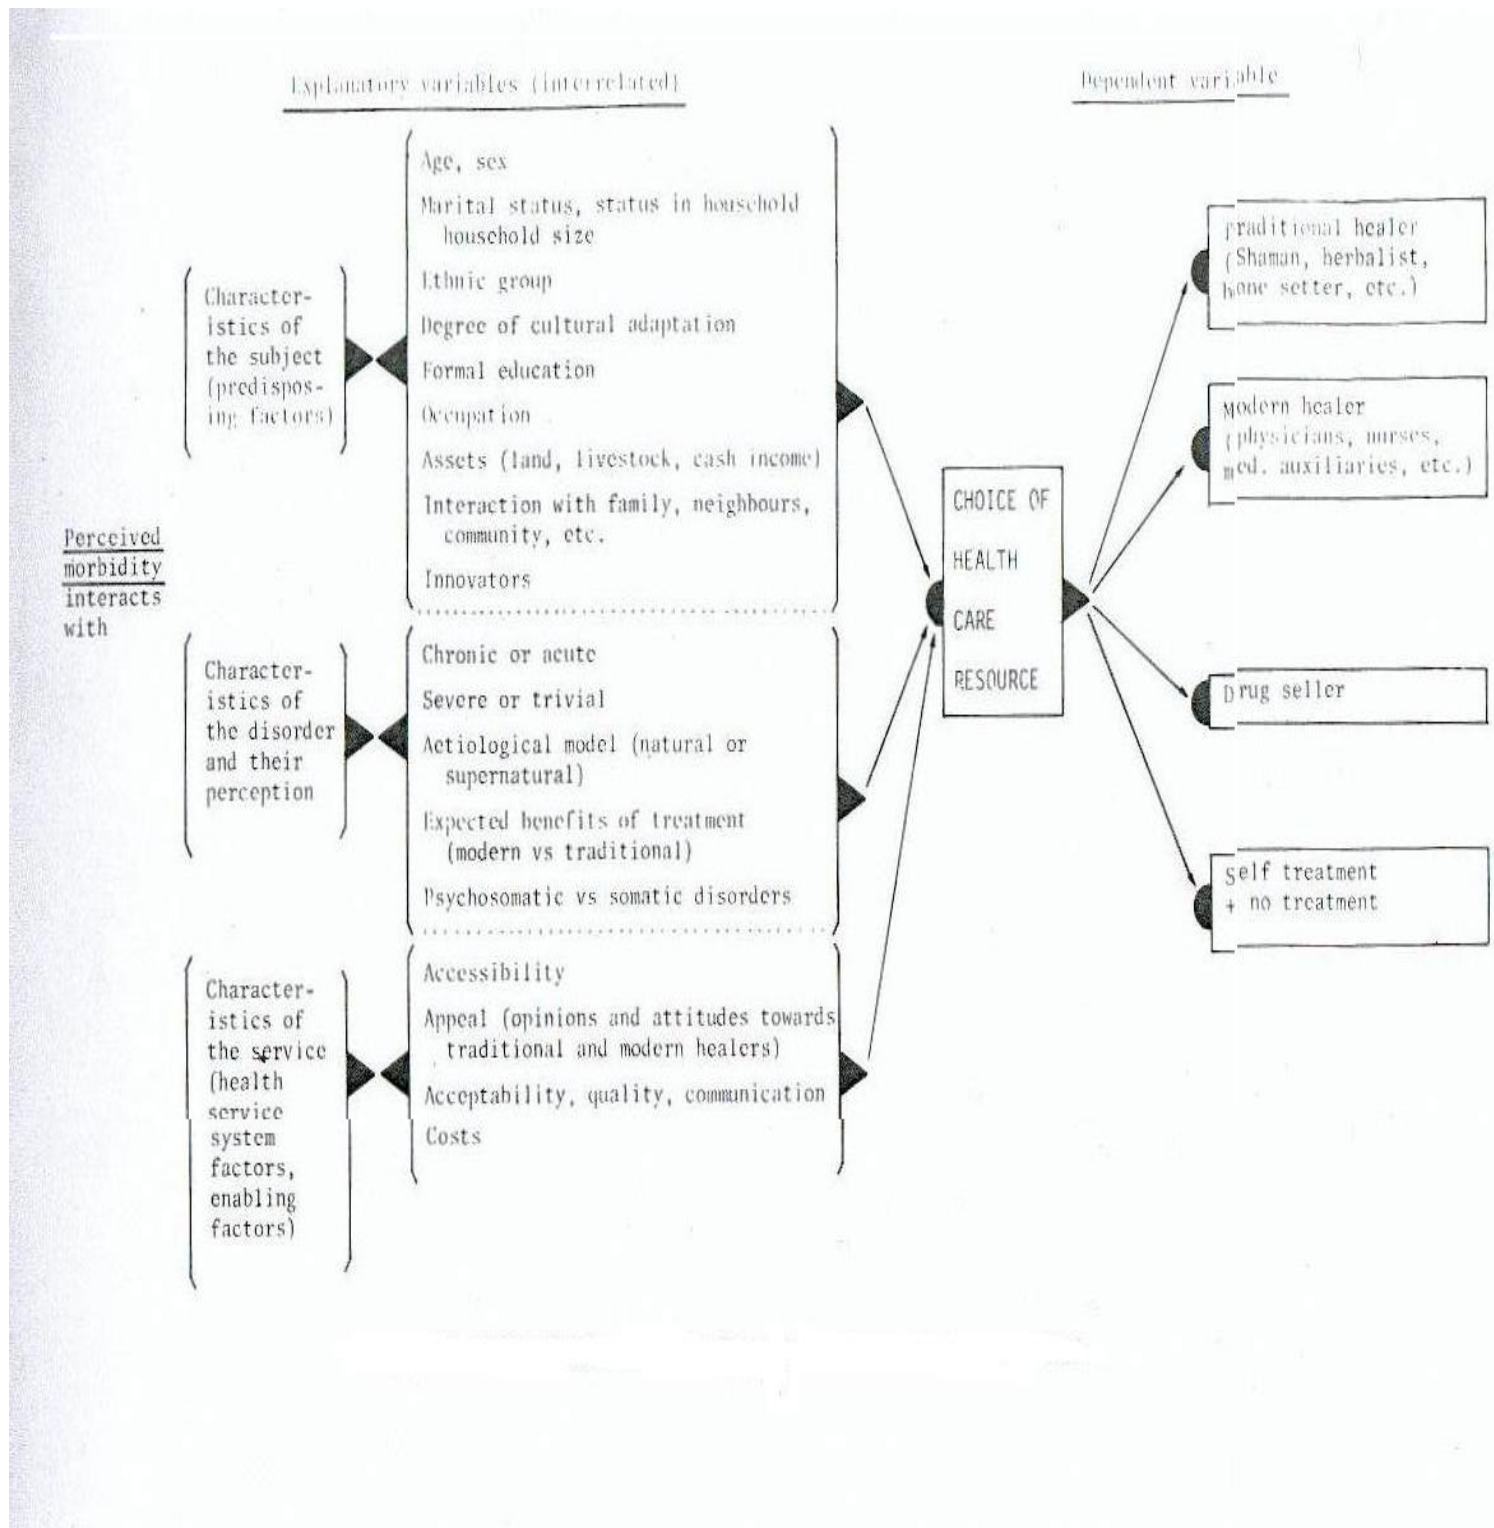 Explanatory variables (interrelated)
Dependent variable
Perceived
morbidity
interacts
with
Character-
istics of
the subject
(predispos-
ing factors)
Age, sex
Marital status, status in household
household size
Ethnic group
Degree of cultural adaptation
Formal education
Occupation
Assets (land, livestock, cash income)
Interaction with family, neighbours,
community, etc.
Innovators
Character-
istics of
the disorder
and their
perception
Chronic or acute
Severe or trivial
Aetiological model (natural or
supernatural)
Expected benefits of treatment
(modern vs traditional)
Psychosomatic vs somatic disorders
Character-
istics of
the service
(health
service
system
factors,
enabling
factors)
Accessibility
Appeal (opinions and attitudes towards
traditional and modern healers)
Acceptability, quality, communication
Costs
CHOICE OF
HEALTH
CARE
RESOURCE
Traditional healer
(Shaman, herbalist,
bone setter, etc.)
Modern healer
(physicians, nurses,
med. auxiliaries, etc.)
Drug seller
Self treatment
+ no treatment